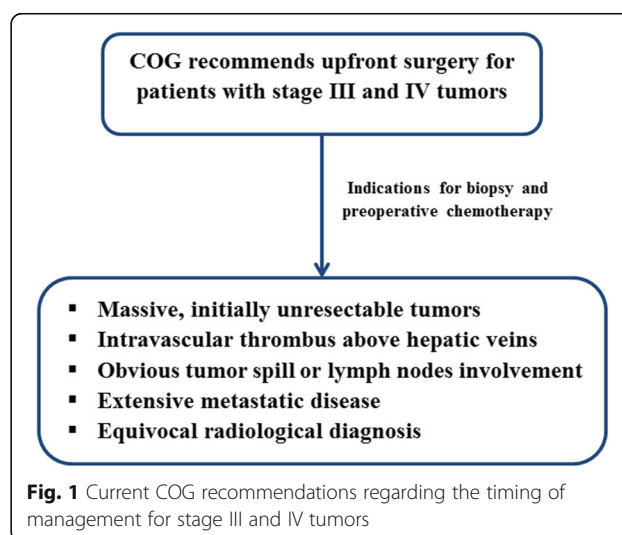 COG recommends upfront surgery for
patients with stage III and IV tumors
Indications for biopsy and
preoperative chemotherapy
▪ Massive, initially unresectable tumors
▪ Intravascular thrombus above hepatic veins
▪ Obvious tumor spill or lymph nodes involvement
▪ Extensive metastatic disease
▪ Equivocal radiological diagnosis
Fig. 1 Current COG recommendations regarding the timing of
management for stage III and IV tumors